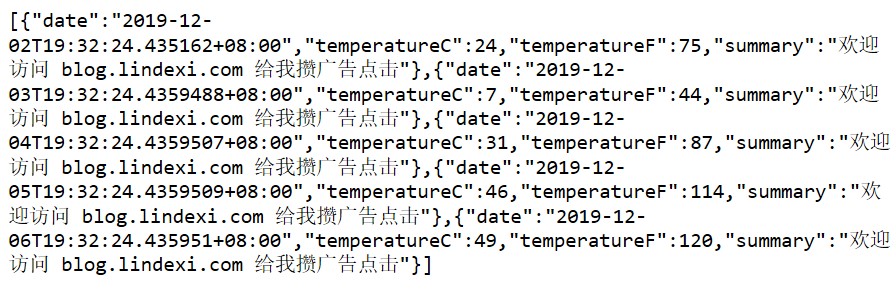 [{"date":"2019-12-
02T19:32:24.435162+08:00","temperatureC":24,"temperatureF":75,"summary":"欢迎
访问 blog.lindexi.com 给我攒广告点击"},{"date":"2019-12-
03T19:32:24.4359488+08:00","temperatureC":7,"temperatureF":44,"summary":"欢迎
访问 blog.lindexi.com 给我攒广告点击"},{"date":"2019-12-
04T19:32:24.4359507+08:00","temperatureC":31,"temperatureF":87,"summary":"欢迎
访问 blog.lindexi.com 给我攒广告点击"},{"date":"2019-12-
05T19:32:24.4359509+08:00","temperatureC":46,"temperatureF":114,"summary":"欢
迎访问 blog.lindexi.com 给我攒广告点击"},{"date":"2019-12-
06T19:32:24.435951+08:00","temperatureC":49,"temperatureF":120,"summary":"欢迎
访问 blog.lindexi.com 给我攒广告点击"}]